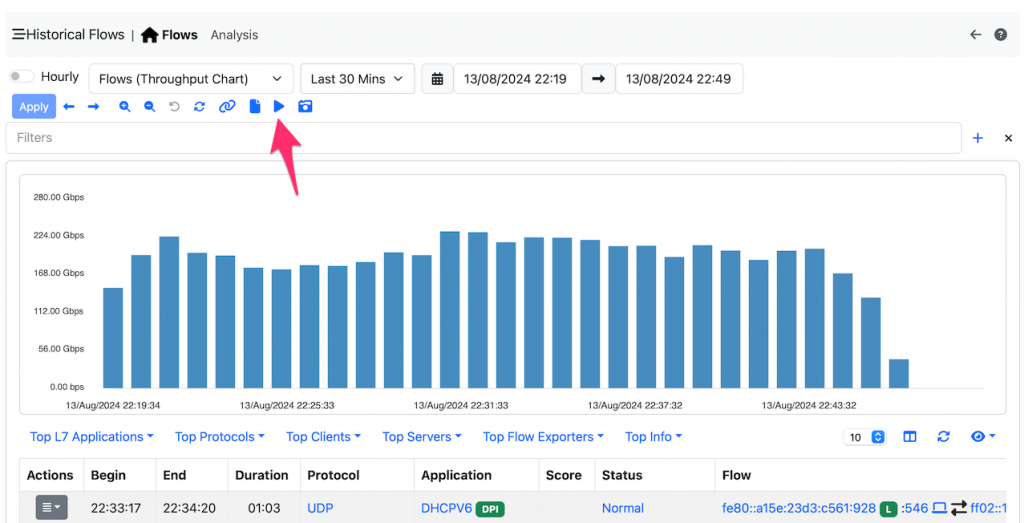 Historical Flows | Flows Analysis
Hourly Flows (Throughput Chart) Last 30 Mins 13/08/2024 22:19 13/08/2024 22:49
Apply
Filters
280.00 Gbps
224.00 Gbps
168.00 Gbps
112.00 Gbps
56.00 Gbps
0.00 bps
13/Aug/2024 22:19:34 13/Aug/2024 22:25:33 13/Aug/2024 22:31:33 13/Aug/2024 22:37:32 13/Aug/2024 22:43:32
Top L7 Applications Top Protocols Top Clients Top Servers Top Flow Exporters Top Info 10
Actions Begin End Duration Protocol Application Score Status Flow
22:33:17 22:34:20 01:03 UDP DHCPV6 DPI Normal fe80::a15e:23d3:c561:928 L :546 ff02::1